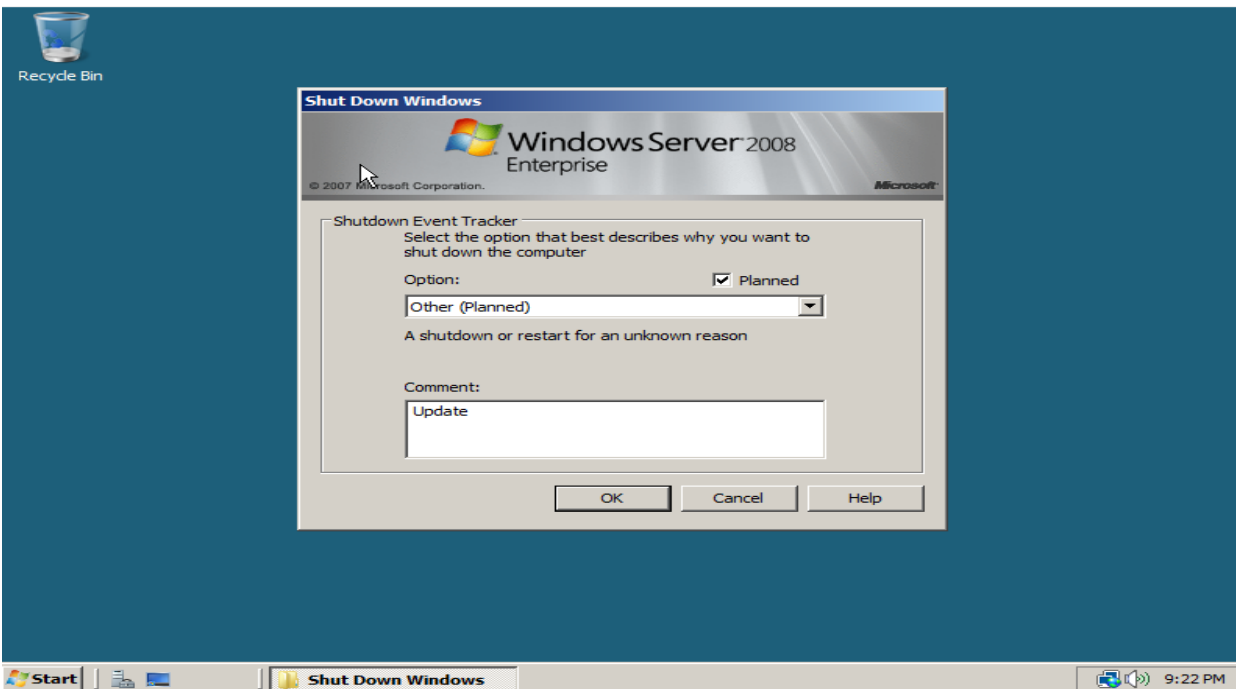 Recycle Bin
Shut Down Windows
Windows Server 2008
Enterprise
© 2007 Microsoft Corporation.
Microsoft
Shutdown Event Tracker
Select the option that best describes why you want to
shut down the computer
Option:
Planned
Other (Planned)
A shutdown or restart for an unknown reason
Comment:
Update
OK
Cancel
Help
Start
Shut Down Windows
9:22 PM